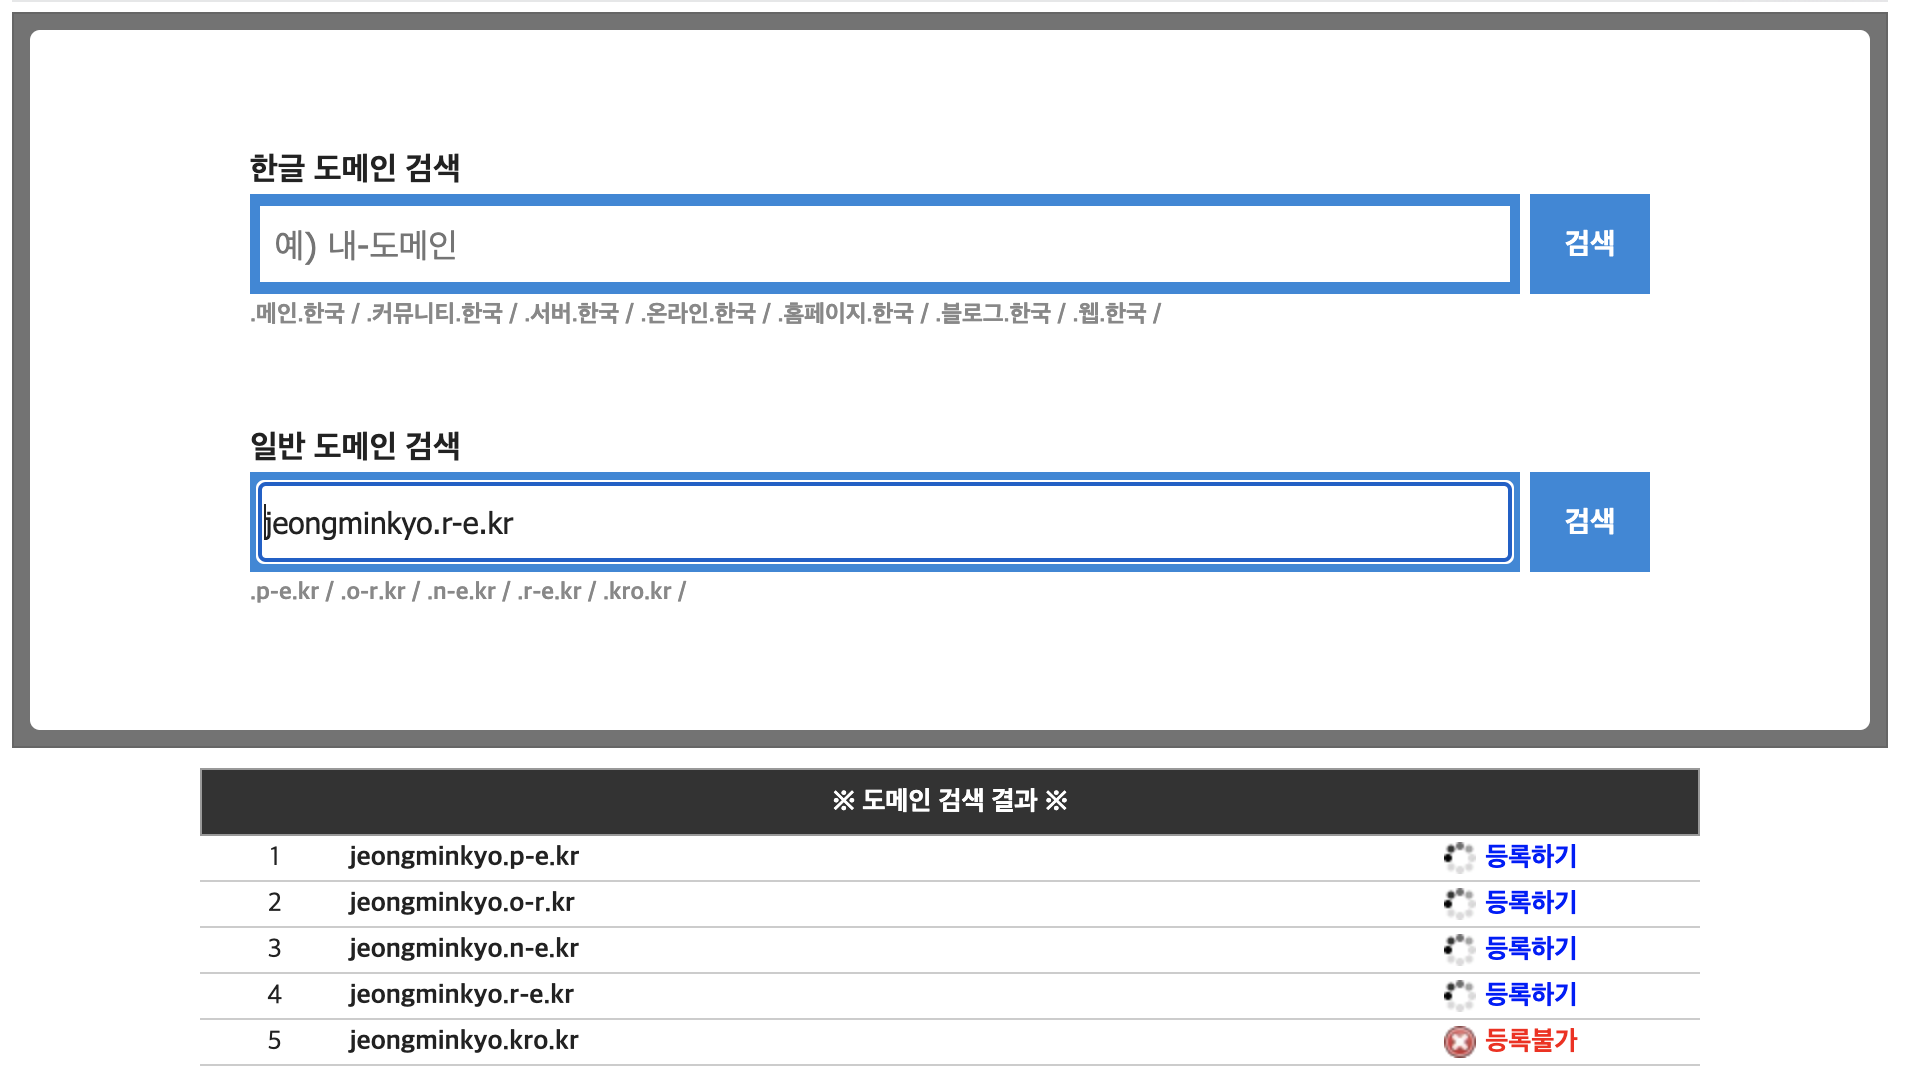 한글 도메인 검색
예) 내-도메인
검색
.메인.한국 / .커뮤니티.한국 / .서버.한국 / .온라인.한국 / .홈페이지.한국 / .블로그.한국 / .웹.한국 /
일반 도메인 검색
jeongminkyo.r-e.kr
검색
.p-e.kr / .o-r.kr / .n-e.kr / .r-e.kr / .kro.kr /
※ 도메인 검색 결과 ※
1 jeongminkyo.p-e.kr 등록하기
2 jeongminkyo.o-r.kr 등록하기
3 jeongminkyo.n-e.kr 등록하기
4 jeongminkyo.r-e.kr 등록하기
5 jeongminkyo.kro.kr 등록불가